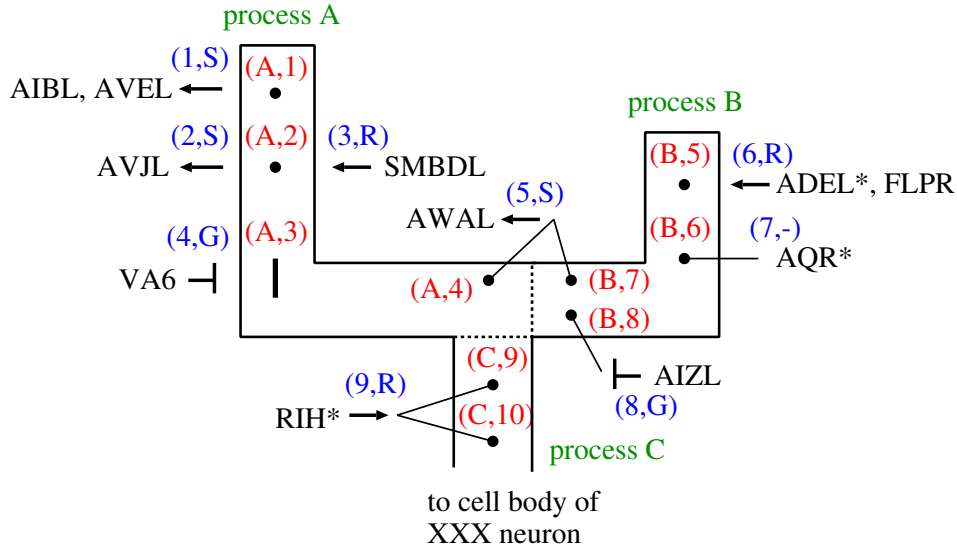 process A
(1,S)
(A,1)
AIBL, AVEL
process B
(2,S)
(A,2)
(3,R)
AVJL
SMBDL
(B,5)
(6,R)
ADEL*, FLPR
(5,S)
AWAL
(4,G)
(A,3)
(B,6)
(7,-)
AQR*
VA6
(A,4)
(B,7)
(B,8)
(C,9)
AIZL
(9,R)
(8,G)
RIH*
(C,10)
process C
to cell body of
XXX neuron